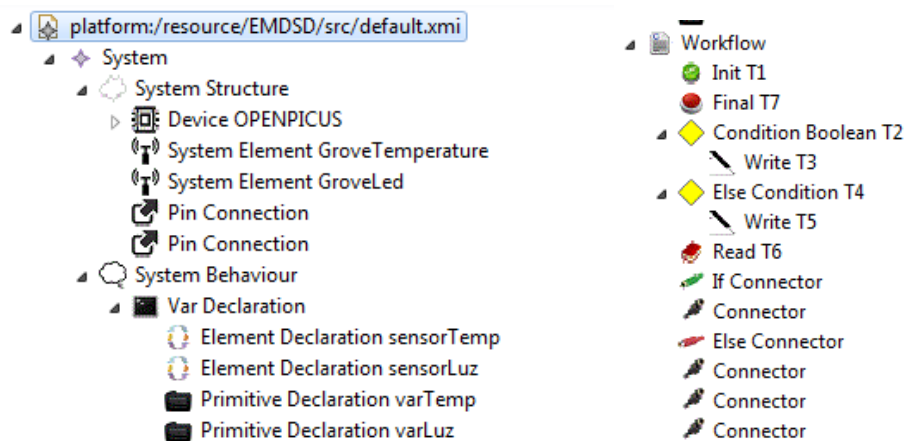 platform:/resource/EMDSD/src/default.xmi
System
System Structure
Device OPENPICUS
System Element GroveTemperature
System Element GroveLed
Pin Connection
Pin Connection
System Behaviour
Var Declaration
Element Declaration sensorTemp
Element Declaration sensorLuz
Primitive Declaration varTemp
Primitive Declaration varLuz
Workflow
Init T1
Final T7
Condition Boolean T2
Write T3
Else Condition T4
Write T5
Read T6
If Connector
Connector
Else Connector
Connector
Connector
Connector